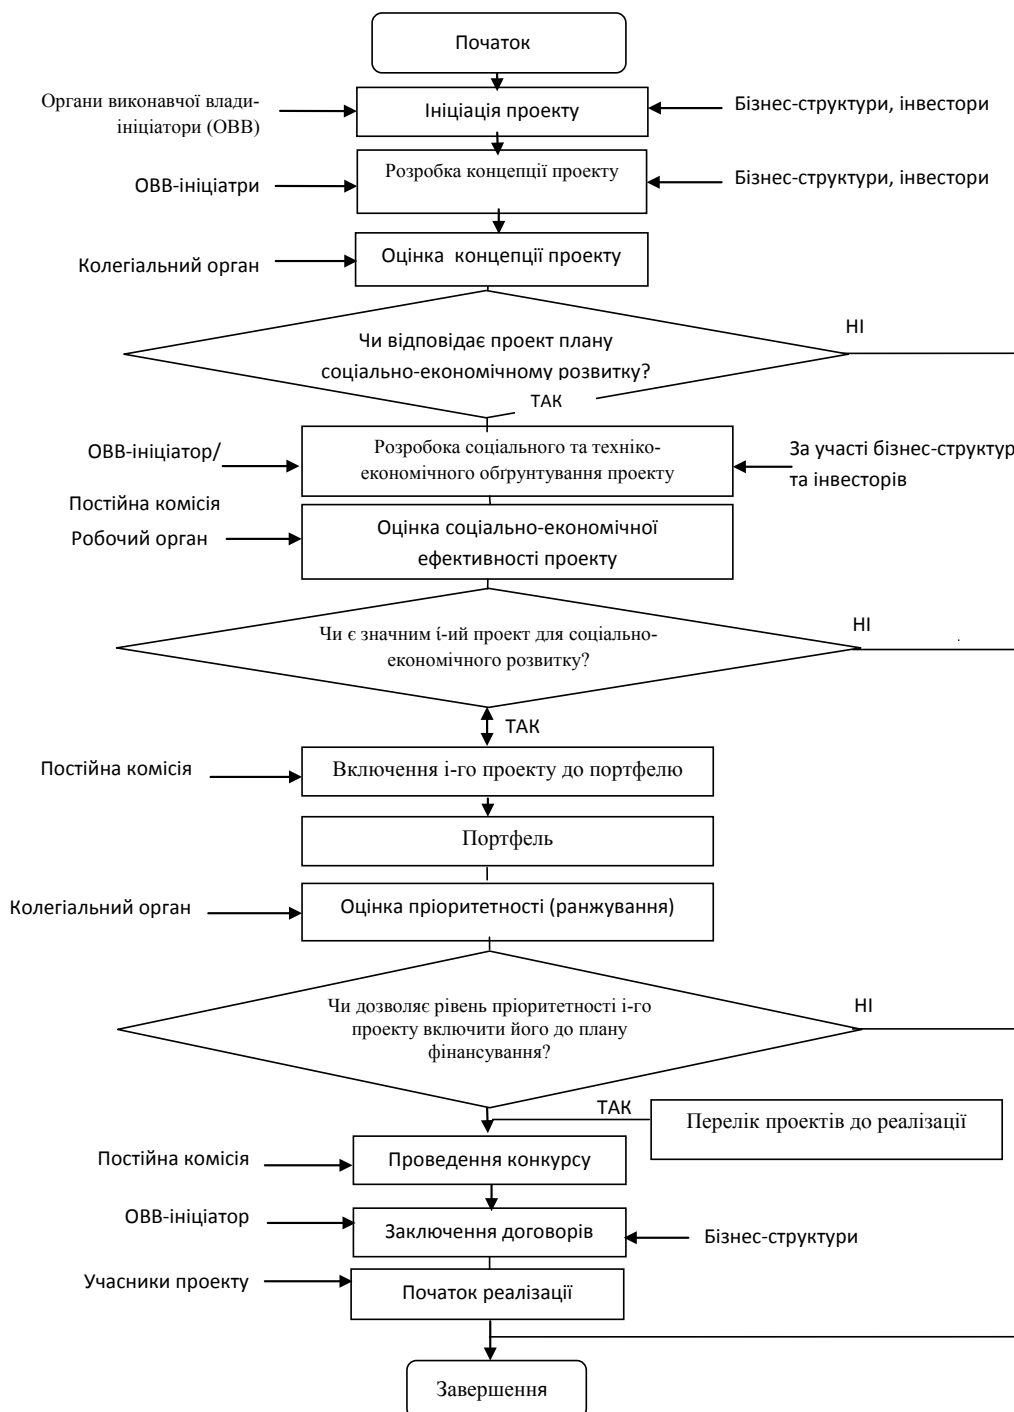 Початок
Органи виконавчої влади-
ініціатори (ОВВ)
Ініціація проекту
Бізнес-структури, інвестори
ОВВ-ініціатри
Розробка концепції проекту
Бізнес-структури, інвестори
Колегіальний орган
Оцінка концепції проекту
НІ
Чи відповідає проект плану
соціально-економічному розвитку?
ТАК
ОВВ-ініціатор/
Постійна комісія
Розробока соціального та техніко-
економічного обґрунтування проекту
За участі бізнес-структур
та інвесторів
Робочий орган
Оцінка соціально-економічної
ефективності проекту
НІ
Чи є значним і-ий проект для соціально-
економічного розвитку?
ТАК
Постійна комісія
Включення і-го проекту до портфелю
Портфель
Колегіальний орган
Оцінка пріоритетності (ранжування)
Чи дозволяє рівень пріоритетності і-го
проекту включити його до плану
фінансування?
НІ
ТАК
Перелік проектів до реалізації
Постійна комісія
Проведення конкурсу
ОВВ-ініціатор
Заключення договорів
Бізнес-структури
Учасники проекту
Початок реалізації
Завершення